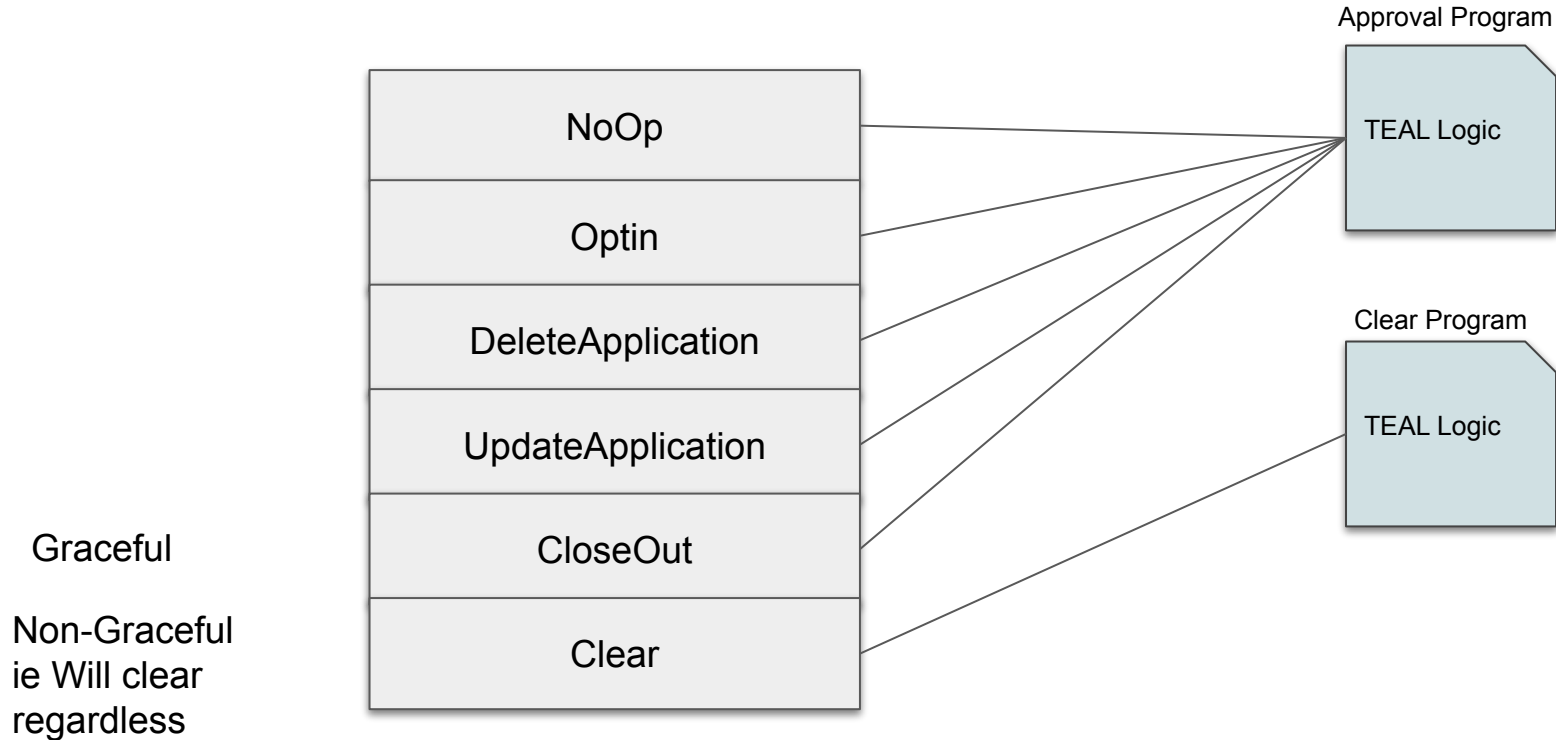 Approval Program
NoOp
TEAL Logic
Optin
DeleteApplication
Clear Program
UpdateApplication
TEAL Logic
Graceful
CloseOut
Non-Graceful
ie Will clear
regardless
Clear